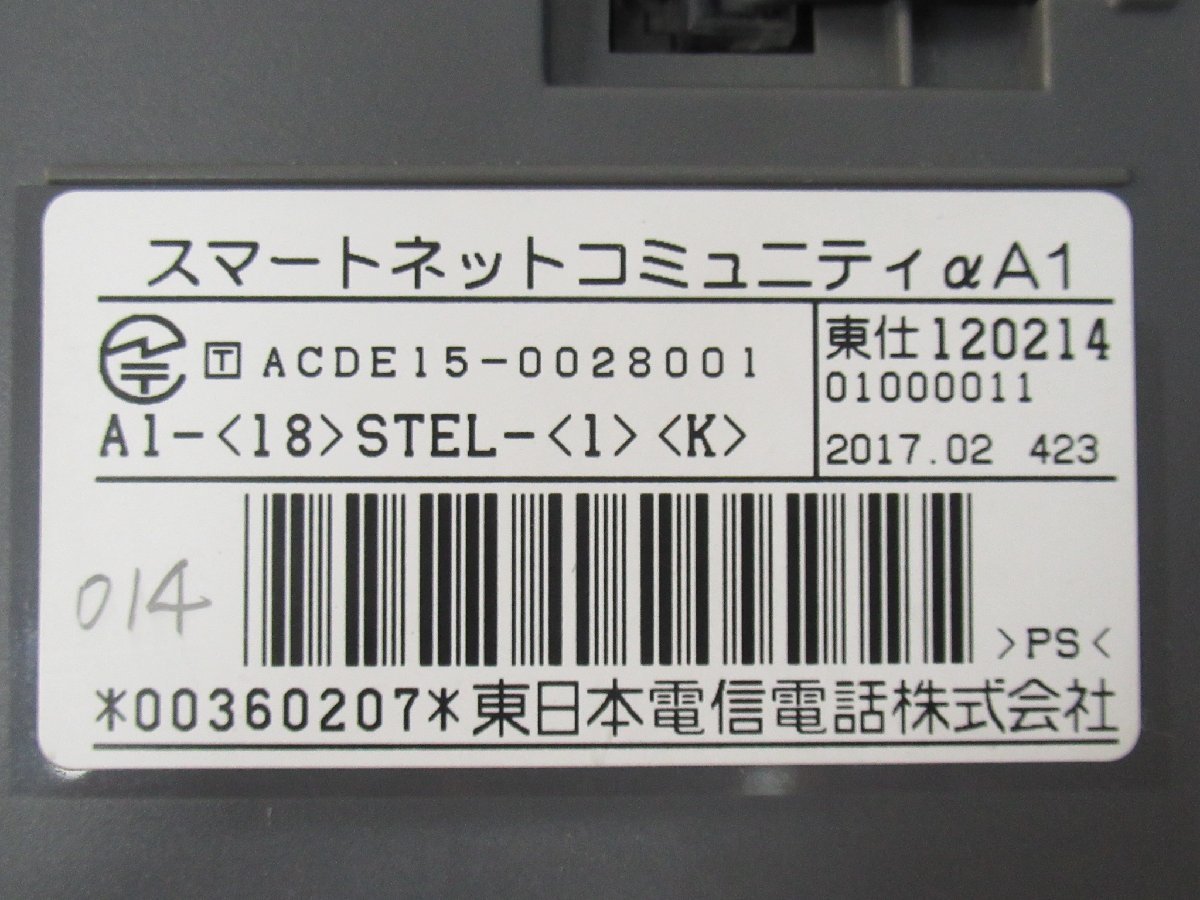 スマートネットコミュニティαA1
T ACDE15-0028001
A1-<18>STEL-<1><K>
東仕120214
01000011
2017.02 423
014
>PS<
*00360207*東日本電信電話株式会社